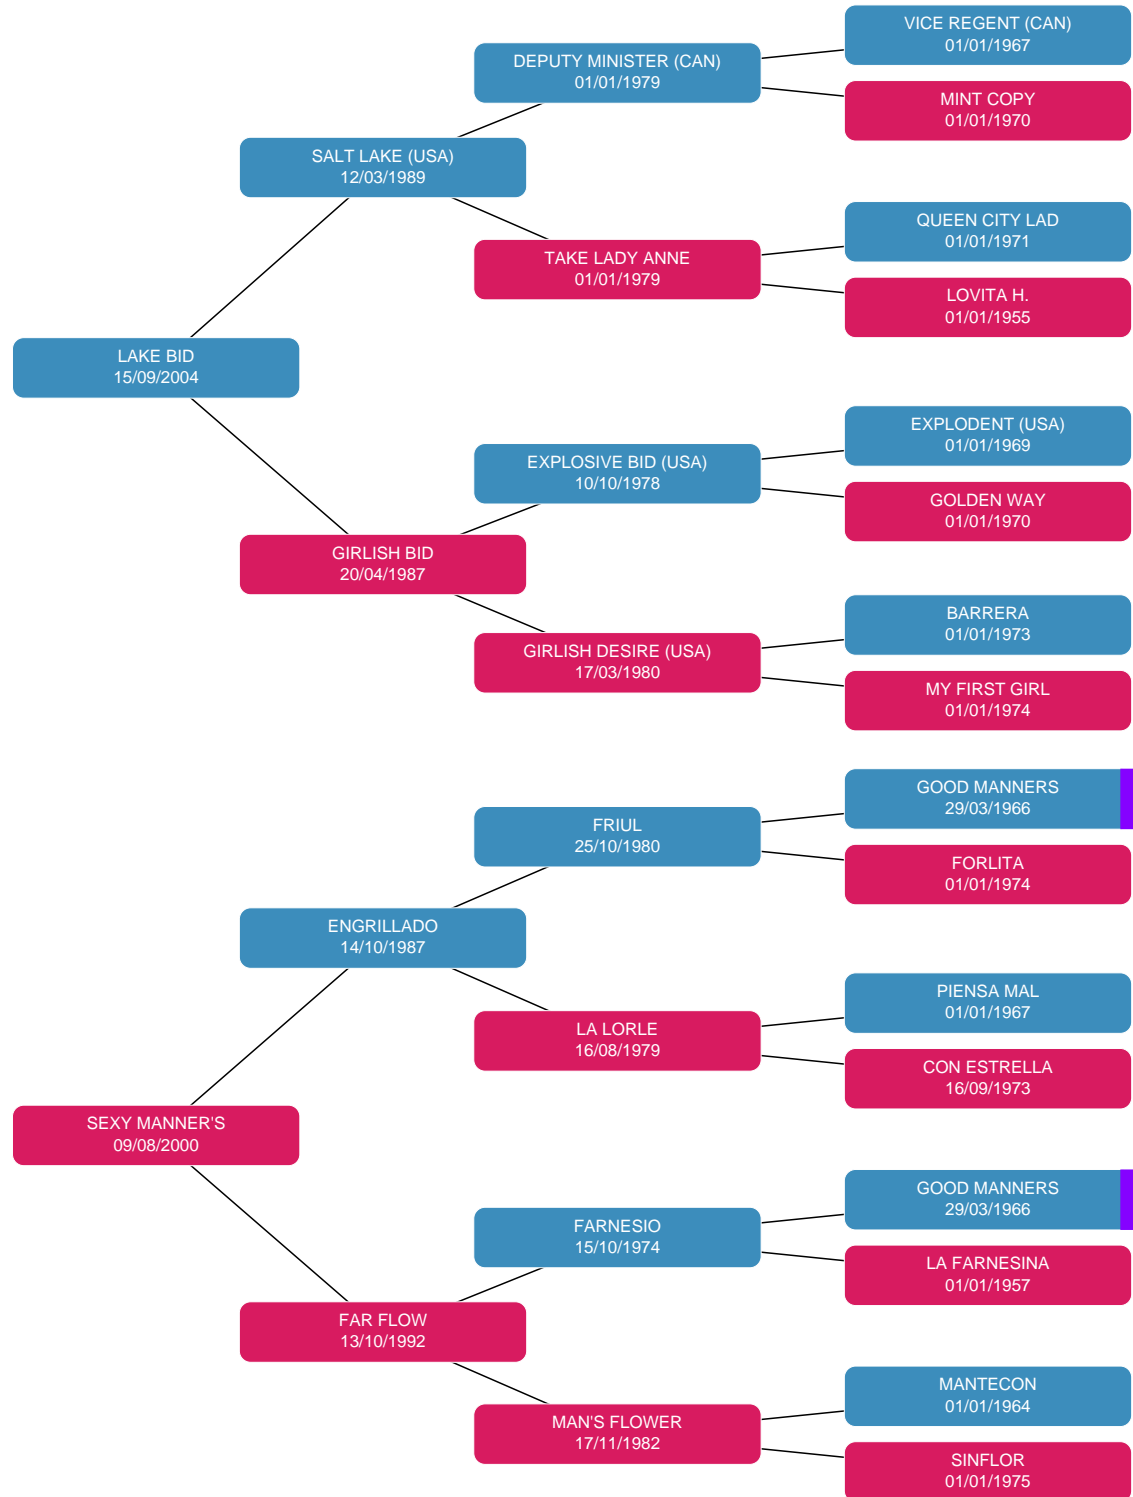 VICE REGENT (CAN)
01/01/1967
DEPUTY MINISTER (CAN)
01/01/1979
MINT COPY
01/01/1970
SALT LAKE (USA)
12/03/1989
QUEEN CITY LAD
01/01/1971
TAKE LADY ANNE
01/01/1979
LOVITA H.
01/01/1955
LAKE BID
15/09/2004
EXPLODENT (USA)
01/01/1969
EXPLOSIVE BID (USA)
10/10/1978
GOLDEN WAY
01/01/1970
GIRLISH BID
20/04/1987
BARRERA
01/01/1973
GIRLISH DESIRE (USA)
17/03/1980
MY FIRST GIRL
01/01/1974
GOOD MANNERS
29/03/1966
FRIUL
25/10/1980
FORLITA
01/01/1974
ENGRILLADO
14/10/1987
PIENSA MAL
01/01/1967
LA LORLE
16/08/1979
CON ESTRELLA
16/09/1973
SEXY MANNER'S
09/08/2000
GOOD MANNERS
29/03/1966
FARNESIO
15/10/1974
LA FARNESINA
01/01/1957
FAR FLOW
13/10/1992
MANTECON
01/01/1964
MAN'S FLOWER
17/11/1982
SINFLOR
01/01/1975